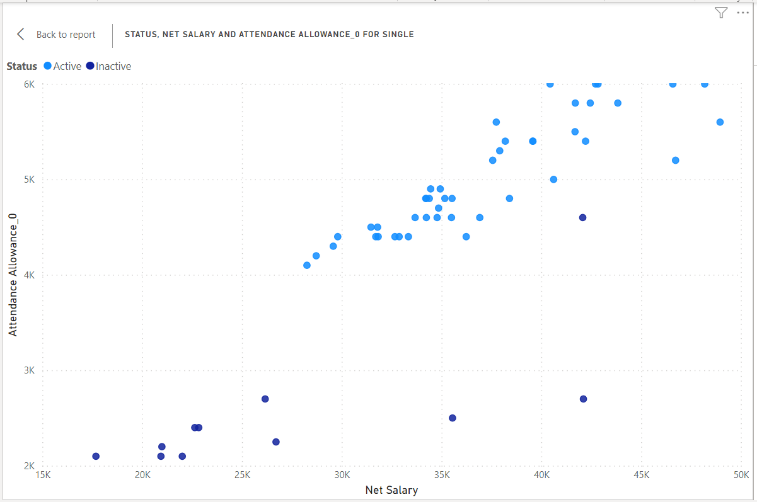 Back to report
STATUS, NET SALARY AND ATTENDANCE ALLOWANCE_0 FOR SINGLE
Status Active Inactive
6K
5K
4K
3K
2K
Attendance Allowance_0
15K 20K 25K 30K 35K 40K 45K 50K
Net Salary